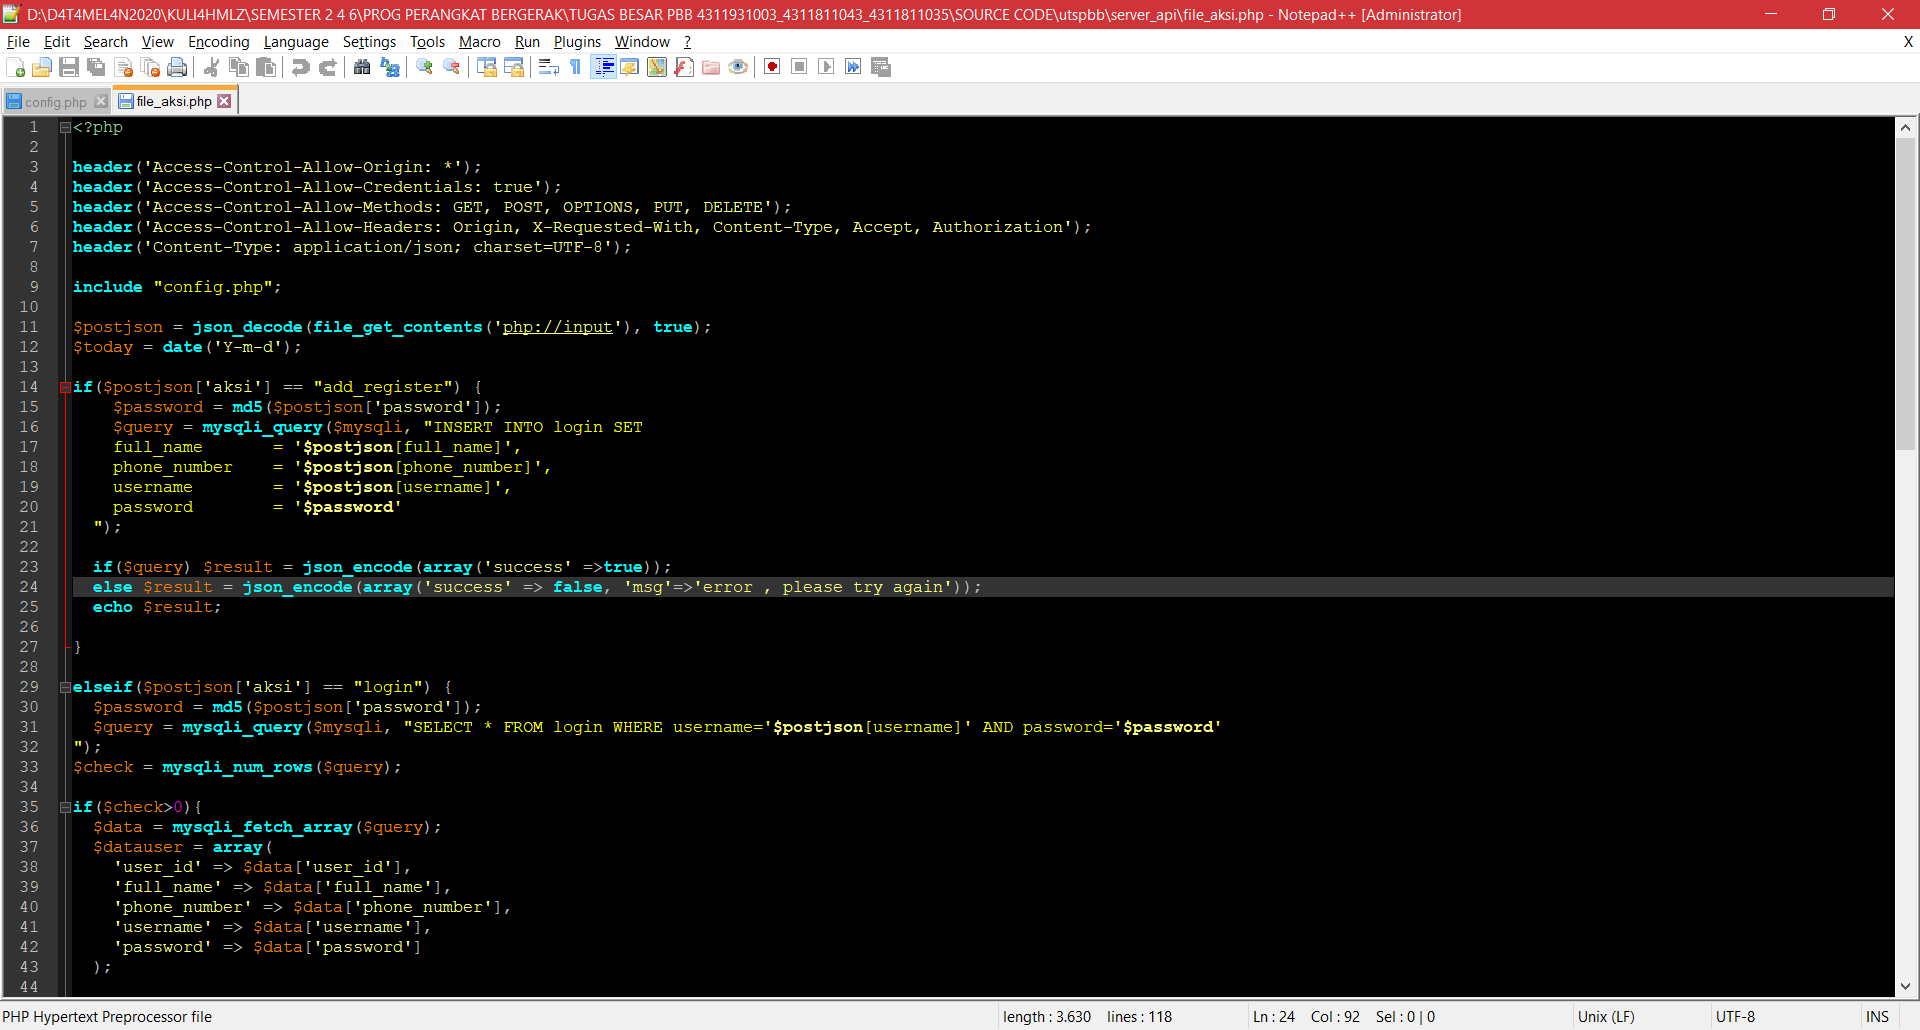 D:\D4T4MEL4N2020\KULI4HMLZ\SEMESTER 2 4 6\PROG PERANGKAT BERGERAK\TUGAS BESAR PBB 4311931003_4311811043_4311811035\SOURCE CODE\utspbb\server_api\file_aksi.php - Notepad++ [Administrator]
File Edit Search View Encoding Language Settings Tools Macro Run Plugins Window ? X
config.php file_aksi.php
1 <?php
2
3 header('Access-Control-Allow-Origin: *');
4 header('Access-Control-Allow-Credentials: true');
5 header('Access-Control-Allow-Methods: GET, POST, OPTIONS, PUT, DELETE');
6 header('Access-Control-Allow-Headers: Origin, X-Requested-With, Content-Type, Accept, Authorization');
7 header('Content-Type: application/json; charset=UTF-8');
8
9 include "config.php";
10
11 $postjson = json_decode(file_get_contents('php://input'), true);
12 $today = date('Y-m-d');
13
14 if($postjson['aksi'] == "add_register") {
15     $password = md5($postjson['password']);
16     $query = mysqli_query($mysqli, "INSERT INTO login SET
17     full_name       = '$postjson[full_name]',
18     phone_number    = '$postjson[phone_number]',
19     username        = '$postjson[username]',
20     password        = '$password'
21   ");
22
23   if($query) $result = json_encode(array('success' =>true));
24   else $result = json_encode(array('success' => false, 'msg'=>'error , please try again'));
25   echo $result;
26
27 }
28
29 elseif($postjson['aksi'] == "login") {
30   $password = md5($postjson['password']);
31   $query = mysqli_query($mysqli, "SELECT * FROM login WHERE username='$postjson[username]' AND password='$password'
32 ");
33 $check = mysqli_num_rows($query);
34
35 if($check>0){
36   $data = mysqli_fetch_array($query);
37   $datauser = array(
38     'user_id' => $data['user_id'],
39     'full_name' => $data['full_name'],
40     'phone_number' => $data['phone_number'],
41     'username' => $data['username'],
42     'password' => $data['password']
43   );
44
PHP Hypertext Preprocessor file length : 3.630 lines : 118 Ln : 24 Col : 92 Sel : 0 | 0 Unix (LF) UTF-8 INS